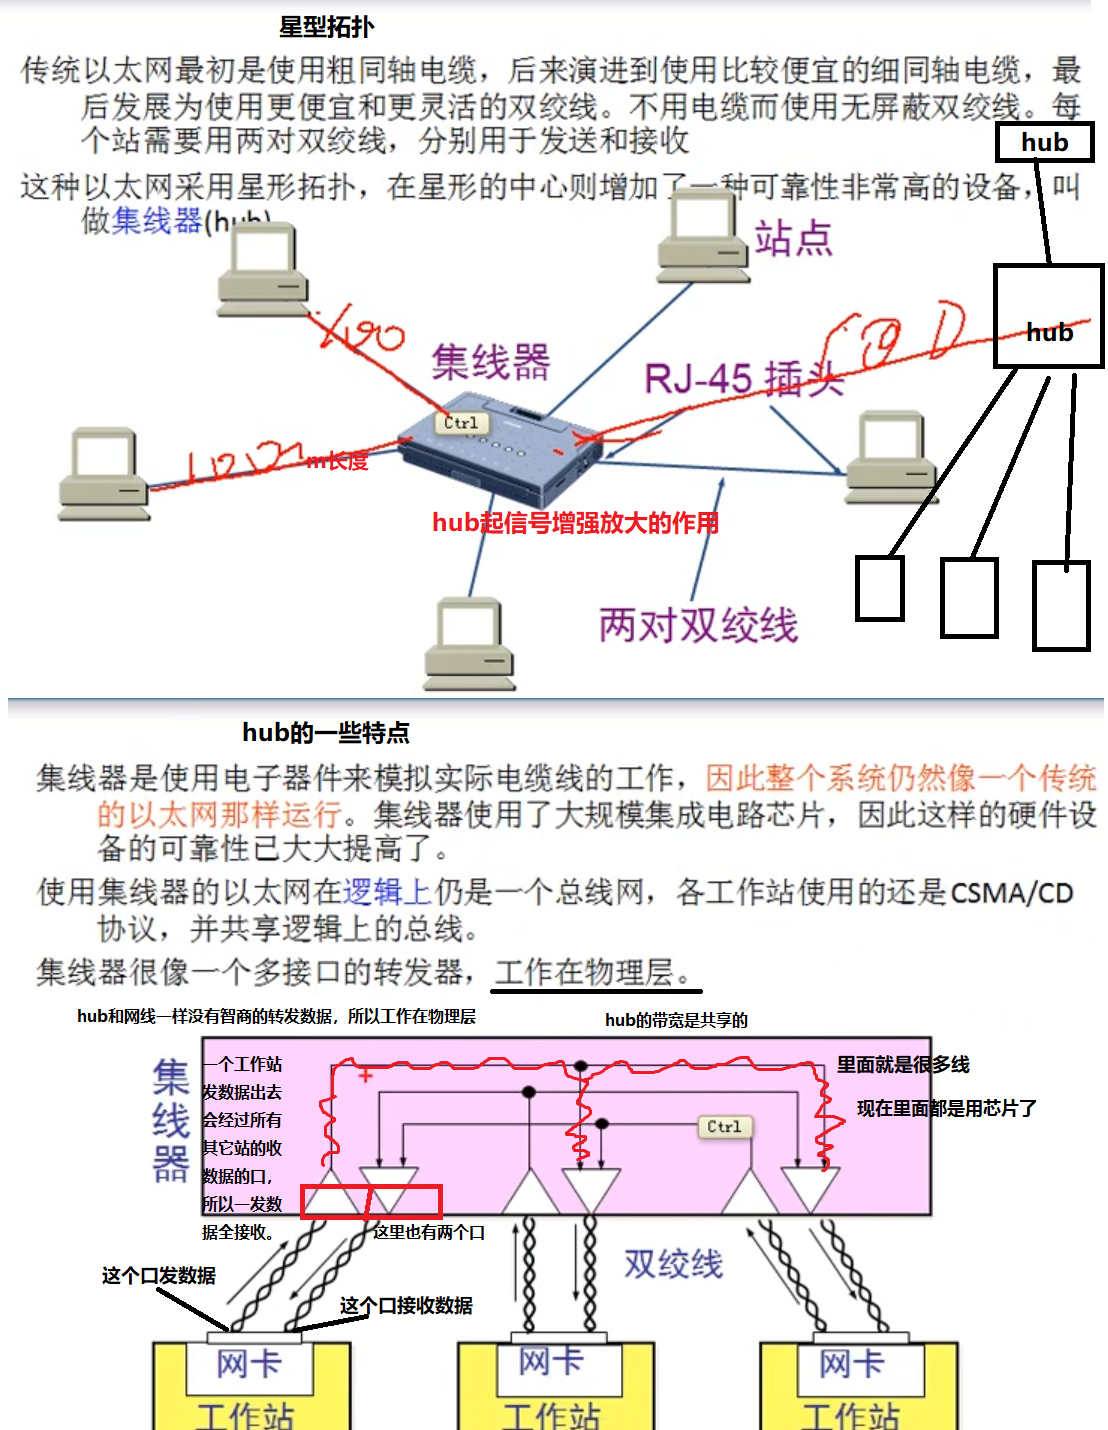 星型拓扑
传统以太网最初是使用粗同轴电缆，后来演进到使用比较便宜的细同轴电缆，最
后发展为使用更便宜和更灵活的双绞线。不用电缆而使用无屏蔽双绞线。每
个站需要用两对双绞线，分别用于发送和接收
hub
这种以太网采用星形拓扑，在星形的中心则增加了一种可靠性非常高的设备，叫
做集线器(hub)
站点
hub
集线器
RJ-45 插头
Ctrl
m长度
hub起信号增强放大的作用
两对双绞线
hub的一些特点
集线器是使用电子器件来模拟实际电缆线的工作，因此整个系统仍然像一个传统
的以太网那样运行。集线器使用了大规模集成电路芯片，因此这样的硬件设
备的可靠性已大大提高了。
使用集线器的以太网在逻辑上仍是一个总线网，各工作站使用的还是CSMA/CD
协议，并共享逻辑上的总线。
集线器很像一个多接口的转发器，工作在物理层。
hub和网线一样没有智商的转发数据，所以工作在物理层
hub的带宽是共享的
集线器
一个工作站
发数据出去
会经过所有
其它站的收
数据的口，
所以一发数
据全接收。
里面就是很多线
现在里面都是用芯片了
Ctrl
这里也有两个口
双绞线
这个口发数据
这个口接收数据
网卡
网卡
网卡
工作站
工作站
工作站